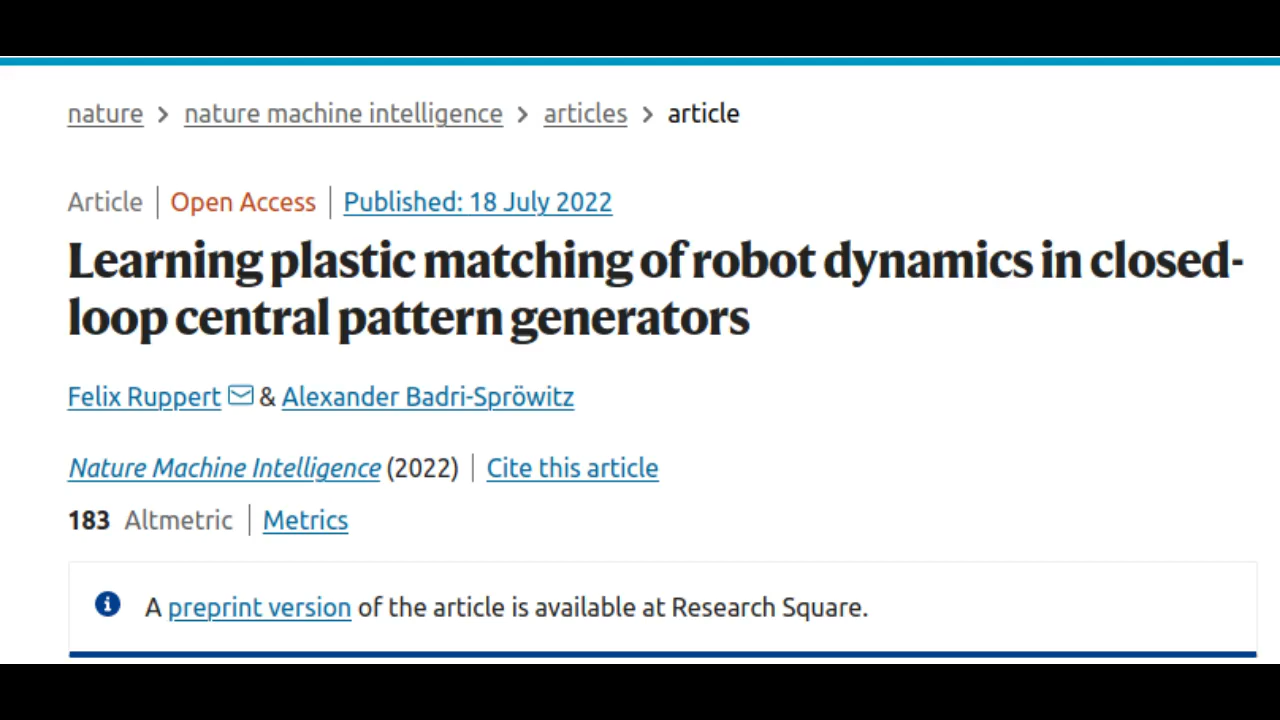 nature > nature machine intelligence > articles > article
Article | Open Access | Published: 18 July 2022
Learning plastic matching of robot dynamics in closed-
loop central pattern generators
Felix Ruppert & Alexander Badri-Spröwitz
Nature Machine Intelligence (2022) | Cite this article
183 Altmetric | Metrics
A preprint version of the article is available at Research Square.